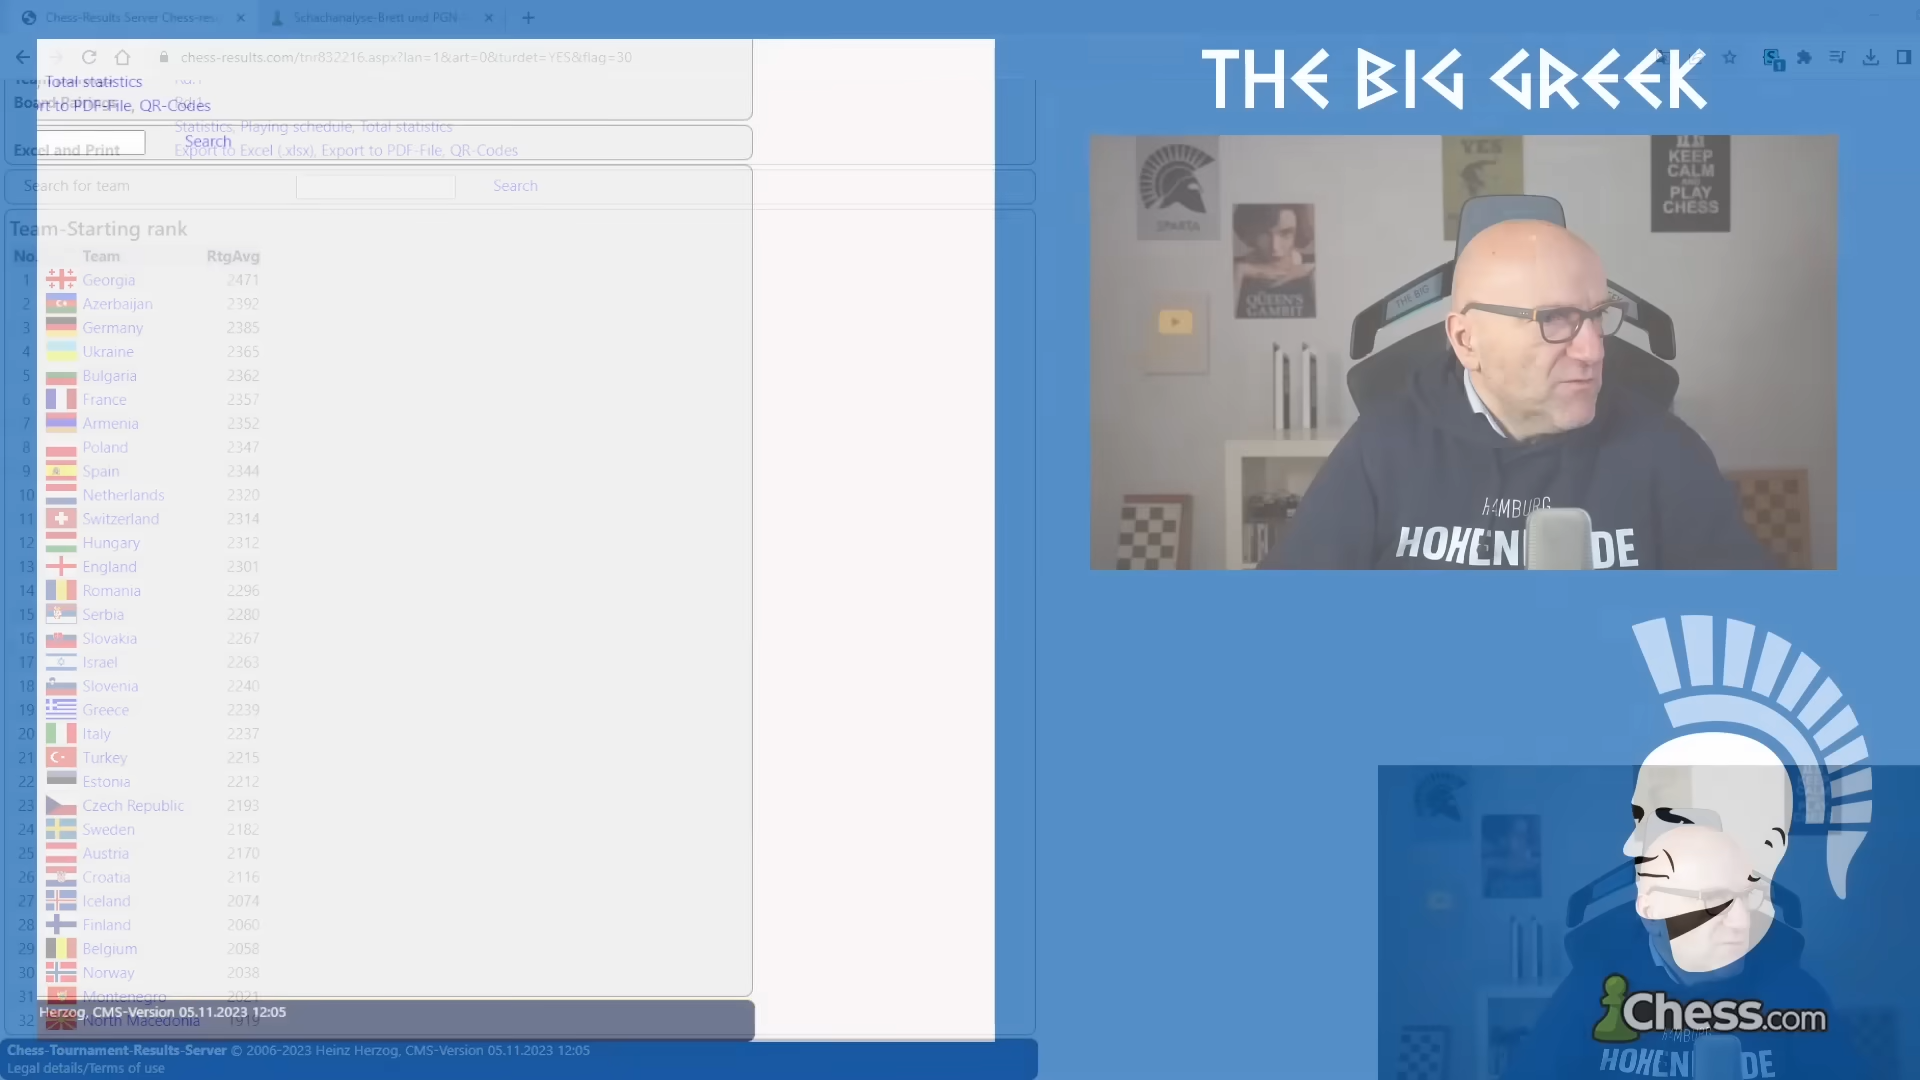 Chess-Results Server Chess-res
Schachanalyse-Brett und PGN
chess-results.com/tnr832216.aspx?lan=1&art=0&turdet=YES&flag=30
Total statistics
Board Pairings
rt to PDF-File, QR-Codes
Statistics, Playing schedule, Total statistics
Search
Excel and Print
Export to Excel (.xlsx), Export to PDF-File, QR-Codes
Search for team
Search
Team-Starting rank
No. Team RtgAvg
1 Georgia 2471
2 Azerbaijan 2392
3 Germany 2385
4 Ukraine 2365
5 Bulgaria 2362
6 France 2357
7 Armenia 2352
8 Poland 2347
9 Spain 2344
10 Netherlands 2320
11 Switzerland 2314
12 Hungary 2312
13 England 2301
14 Romania 2296
15 Serbia 2280
16 Slovakia 2267
17 Israel 2263
18 Slovenia 2240
19 Greece 2239
20 Italy 2237
21 Turkey 2215
22 Estonia 2212
23 Czech Republic 2193
24 Sweden 2182
25 Austria 2170
26 Croatia 2116
27 Iceland 2074
28 Finland 2060
29 Belgium 2058
30 Norway 2038
31 Montenegro 2021
Herzog, CMS-Version 05.11.2023 12:05
32 North Macedonia 1919
Chess-Tournament-Results-Server © 2006-2023 Heinz Herzog, CMS-Version 05.11.2023 12:05
Legal details/Terms of use
THE BIG GREEK
SPARTA
YES
KEEP
CALM
AND
PLAY
CHESS
QUEEN'S
GAMBIT
THE BIG
HAMBURG
HOHEN DE
Chess.com
HAMBU
HOHEN DE